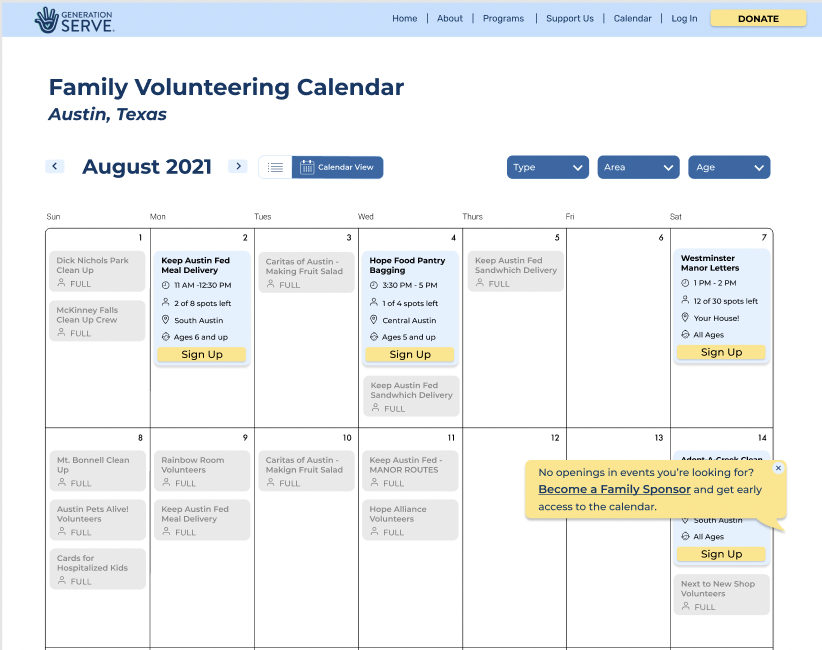 GENERATION
SERVE
Home | About | Programs | Support Us | Calendar | Log In DONATE
Family Volunteering Calendar
Austin, Texas
August 2021
Calendar View
Type
Area
Age
Sun Mon Tues Wed Thurs Fri Sat
1
Dick Nichols Park
Clean Up
FULL
McKinney Falls
Clean Up Crew
FULL
2
Keep Austin Fed
Meal Delivery
11 AM -12:30 PM
2 of 8 spots left
South Austin
Ages 6 and up
Sign Up
3
Caritas of Austin -
Making Fruit Salad
FULL
4
Hope Food Pantry
Bagging
3:30 PM - 5 PM
1 of 4 spots left
Central Austin
Ages 5 and up
Sign Up
Keep Austin Fed
Sandwhich Delivery
FULL
5
Keep Austin Fed
Sandwhich Delivery
FULL
6
7
Westminster
Manor Letters
1 PM - 2 PM
12 of 30 spots left
Your House!
All Ages
Sign Up
8
Mt. Bonnell Clean
Up
FULL
Austin Pets Alive!
Volunteers
FULL
Cards for
Hospitalized Kids
FULL
9
Rainbow Room
Volunteers
FULL
Keep Austin Fed
Meal Delivery
FULL
10
Caritas of Austin -
Makign Fruit Salad
FULL
11
Keep Austin Fed -
MANOR ROUTES
FULL
Hope Alliance
Volunteers
FULL
12
13
14
Adopt-A-Creek Clean
No openings in events you're looking for?
Become a Family Sponsor and get early
access to the calendar.
South Austin
All Ages
Sign Up
Next to New Shop
Volunteers
FULL